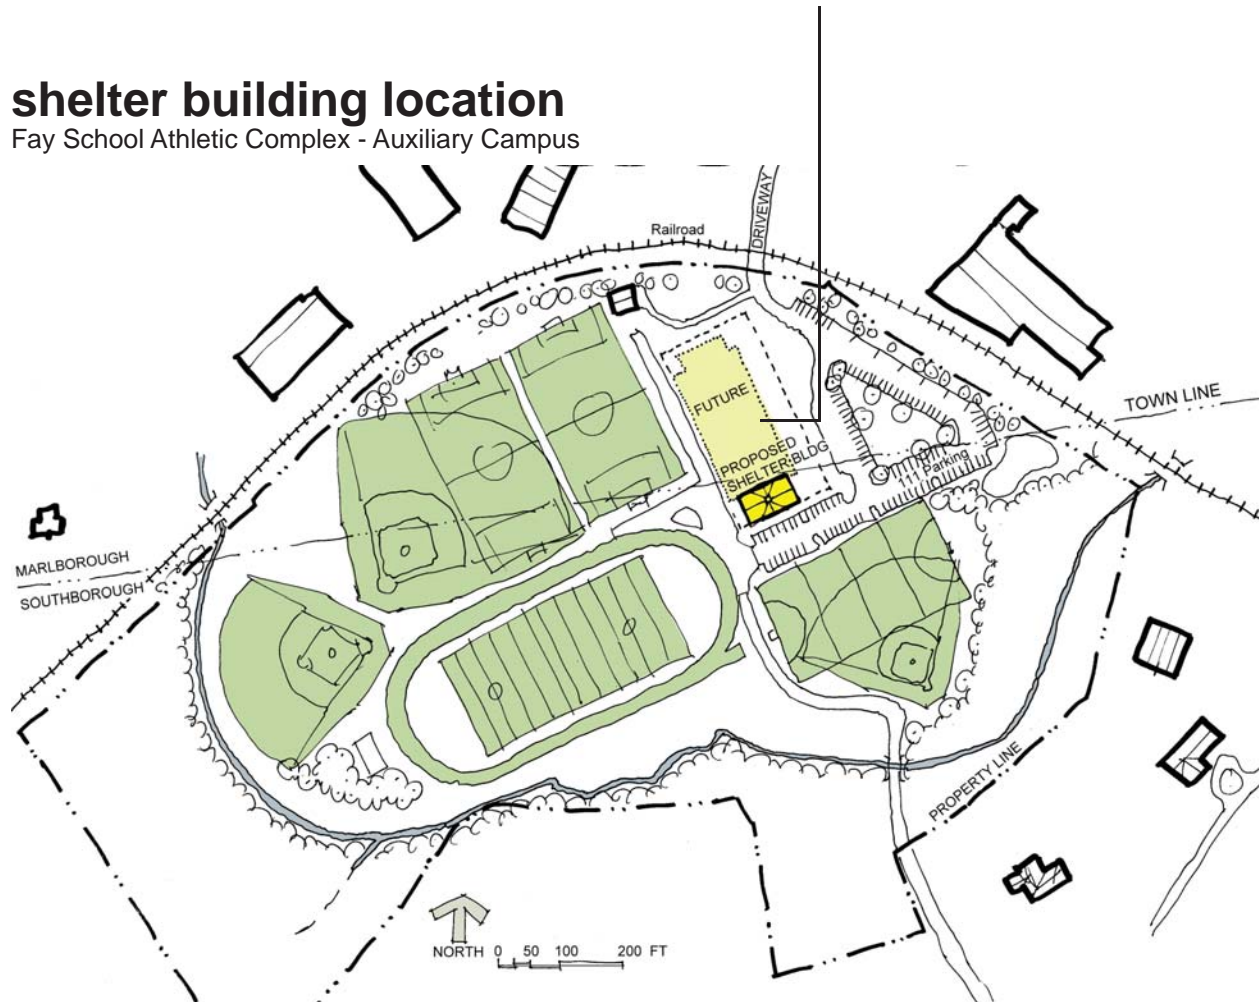 shelter building location
Fay School Athletic Complex - Auxiliary Campus
DRIVEWAY
Railroad
TOWN LINE
FUTURE
PROPOSED
SHELTER BLDG
Parking
MARLBOROUGH
SOUTHBOROUGH
PROPERTY LINE
NORTH 0 50 100 200 FT